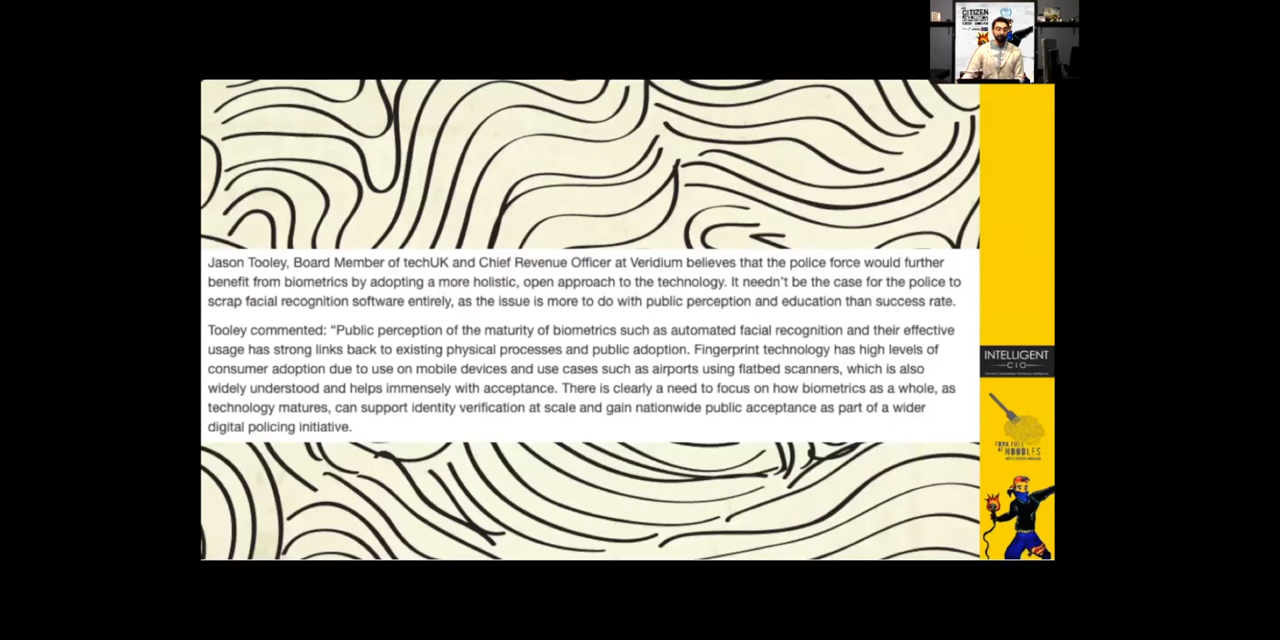 CITIZEN
Jason Tooley, Board Member of techUK and Chief Revenue Officer at Veridium believes that the police force would further
benefit from biometrics by adopting a more holistic, open approach to the technology. It needn't be the case for the police to
scrap facial recognition software entirely, as the issue is more to do with public perception and education than success rate.
Tooley commented: “Public perception of the maturity of biometrics such as automated facial recognition and their effective
usage has strong links back to existing physical processes and public adoption. Fingerprint technology has high levels of
consumer adoption due to use on mobile devices and use cases such as airports using flatbed scanners, which is also
widely understood and helps immensely with acceptance. There is clearly a need to focus on how biometrics as a whole, as
technology matures, can support identity verification at scale and gain nationwide public acceptance as part of a wider
digital policing initiative.
INTELLIGENT
CIO
FORK FULL
OF NOODLES